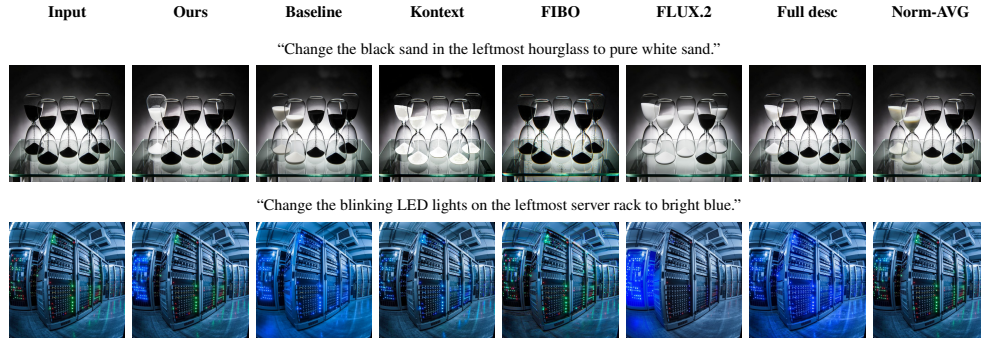 Input Ours Baseline Kontext FIBO FLUX.2 Full desc Norm-AVG
“Change the black sand in the leftmost hourglass to pure white sand.”
“Change the blinking LED lights on the leftmost server rack to bright blue.”